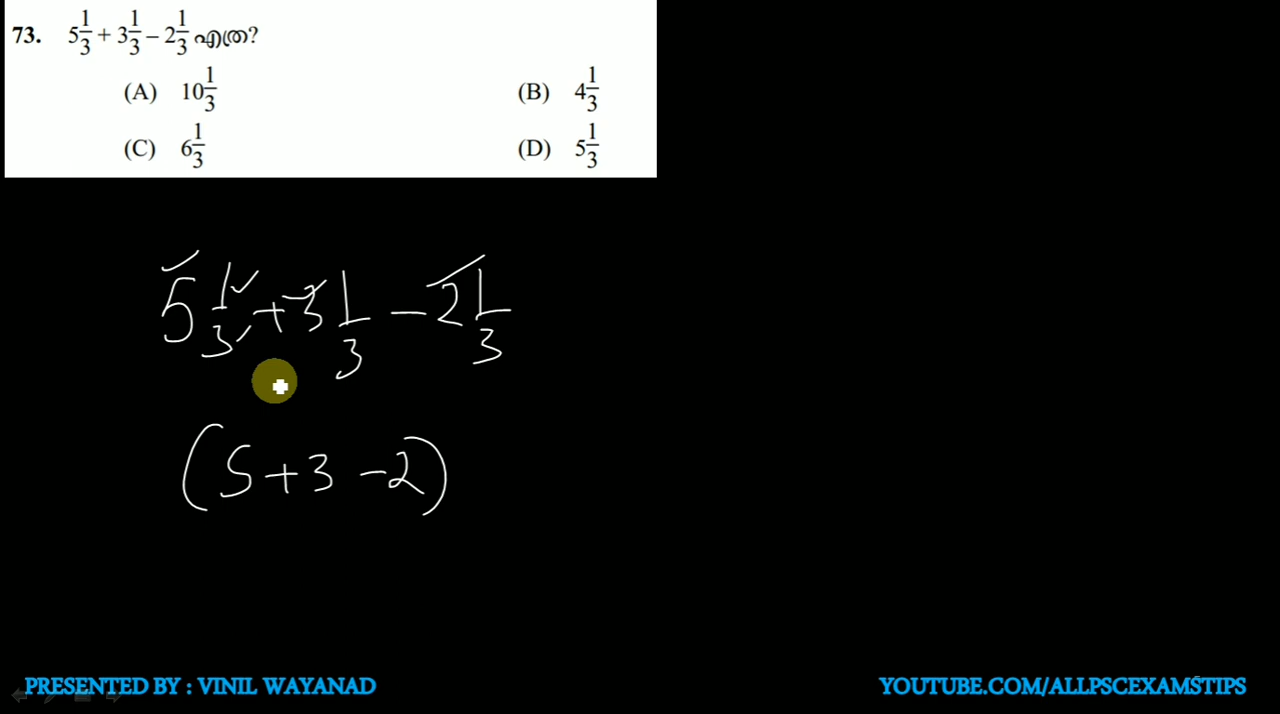 73. 5 1/3 + 3 1/3 – 2 1/3 എത്ര?
(A) 10 1/3 (B) 4 1/3
(C) 6 1/3 (D) 5 1/3
5 1/3 + 3 1/3 – 2 1/3
(5+3-2)
PRESENTED BY : VINIL WAYANAD
YOUTUBE.COM/ALLPSCEXAMSTIPS